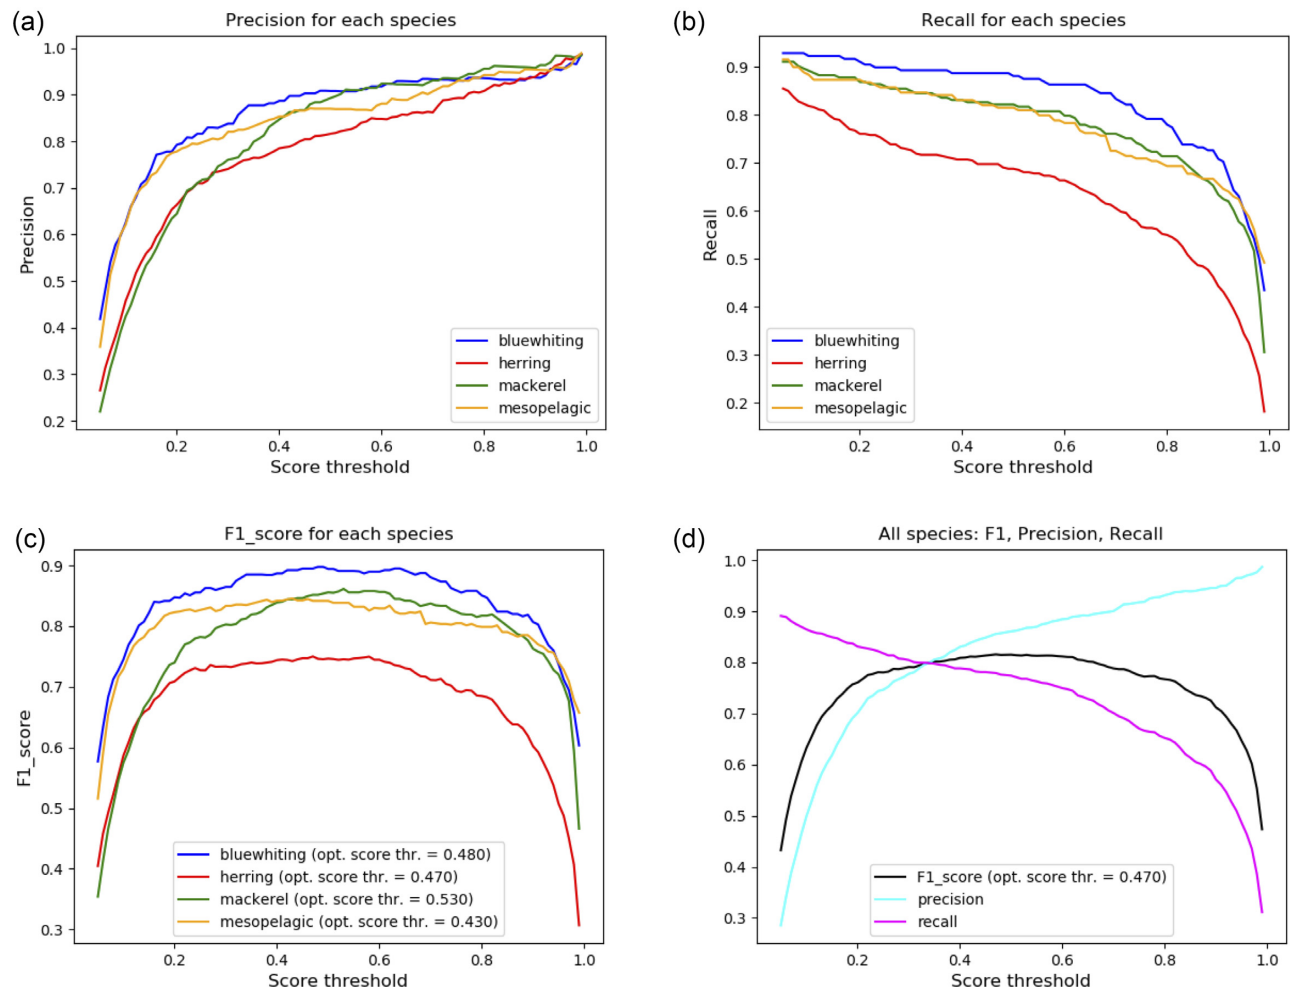 (a)
Precision for each species
Precision
1.0
0.9
0.8
0.7
0.6
0.5
0.4
0.3
0.2
bluewhiting
herring
mackerel
mesopelagic
0.2 0.4 0.6 0.8 1.0
Score threshold
(b)
Recall for each species
Recall
0.9
0.8
0.7
0.6
0.5
0.4
0.3
0.2
bluewhiting
herring
mackerel
mesopelagic
0.2 0.4 0.6 0.8 1.0
Score threshold
(c)
F1_score for each species
F1_score
0.9
0.8
0.7
0.6
0.5
0.4
0.3
bluewhiting (opt. score thr. = 0.480)
herring (opt. score thr. = 0.470)
mackerel (opt. score thr. = 0.530)
mesopelagic (opt. score thr. = 0.430)
0.2 0.4 0.6 0.8 1.0
Score threshold
(d)
All species: F1, Precision, Recall
1.0
0.9
0.8
0.7
0.6
0.5
0.4
0.3
F1_score (opt. score thr. = 0.470)
precision
recall
0.2 0.4 0.6 0.8 1.0
Score threshold